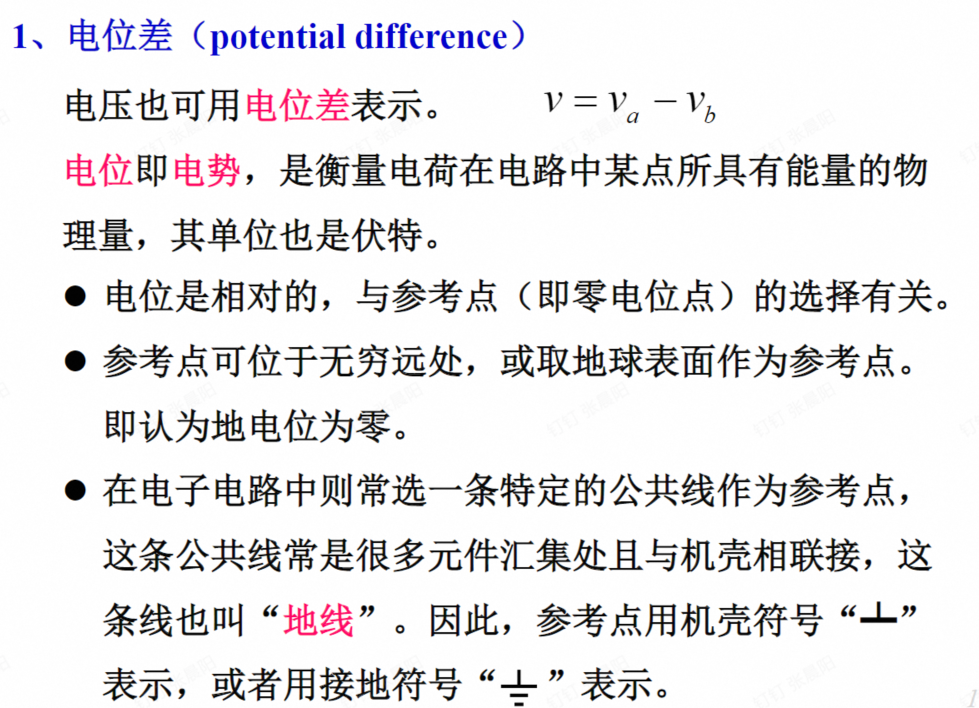 1、电位差（potential difference）
电压也可用电位差表示。 v = v_a − v_b
电位即电势，是衡量电荷在电路中某点所具有能量的物
理量，其单位也是伏特。
● 电位是相对的，与参考点（即零电位点）的选择有关。
● 参考点可位于无穷远处，或取地球表面作为参考点。
即认为地电位为零。
● 在电子电路中则常选一条特定的公共线作为参考点，
这条公共线常是很多元件汇集处且与机壳相联接，这
条线也叫“地线”。因此，参考点用机壳符号“⊥”
表示，或者用接地符号“⏚”表示。